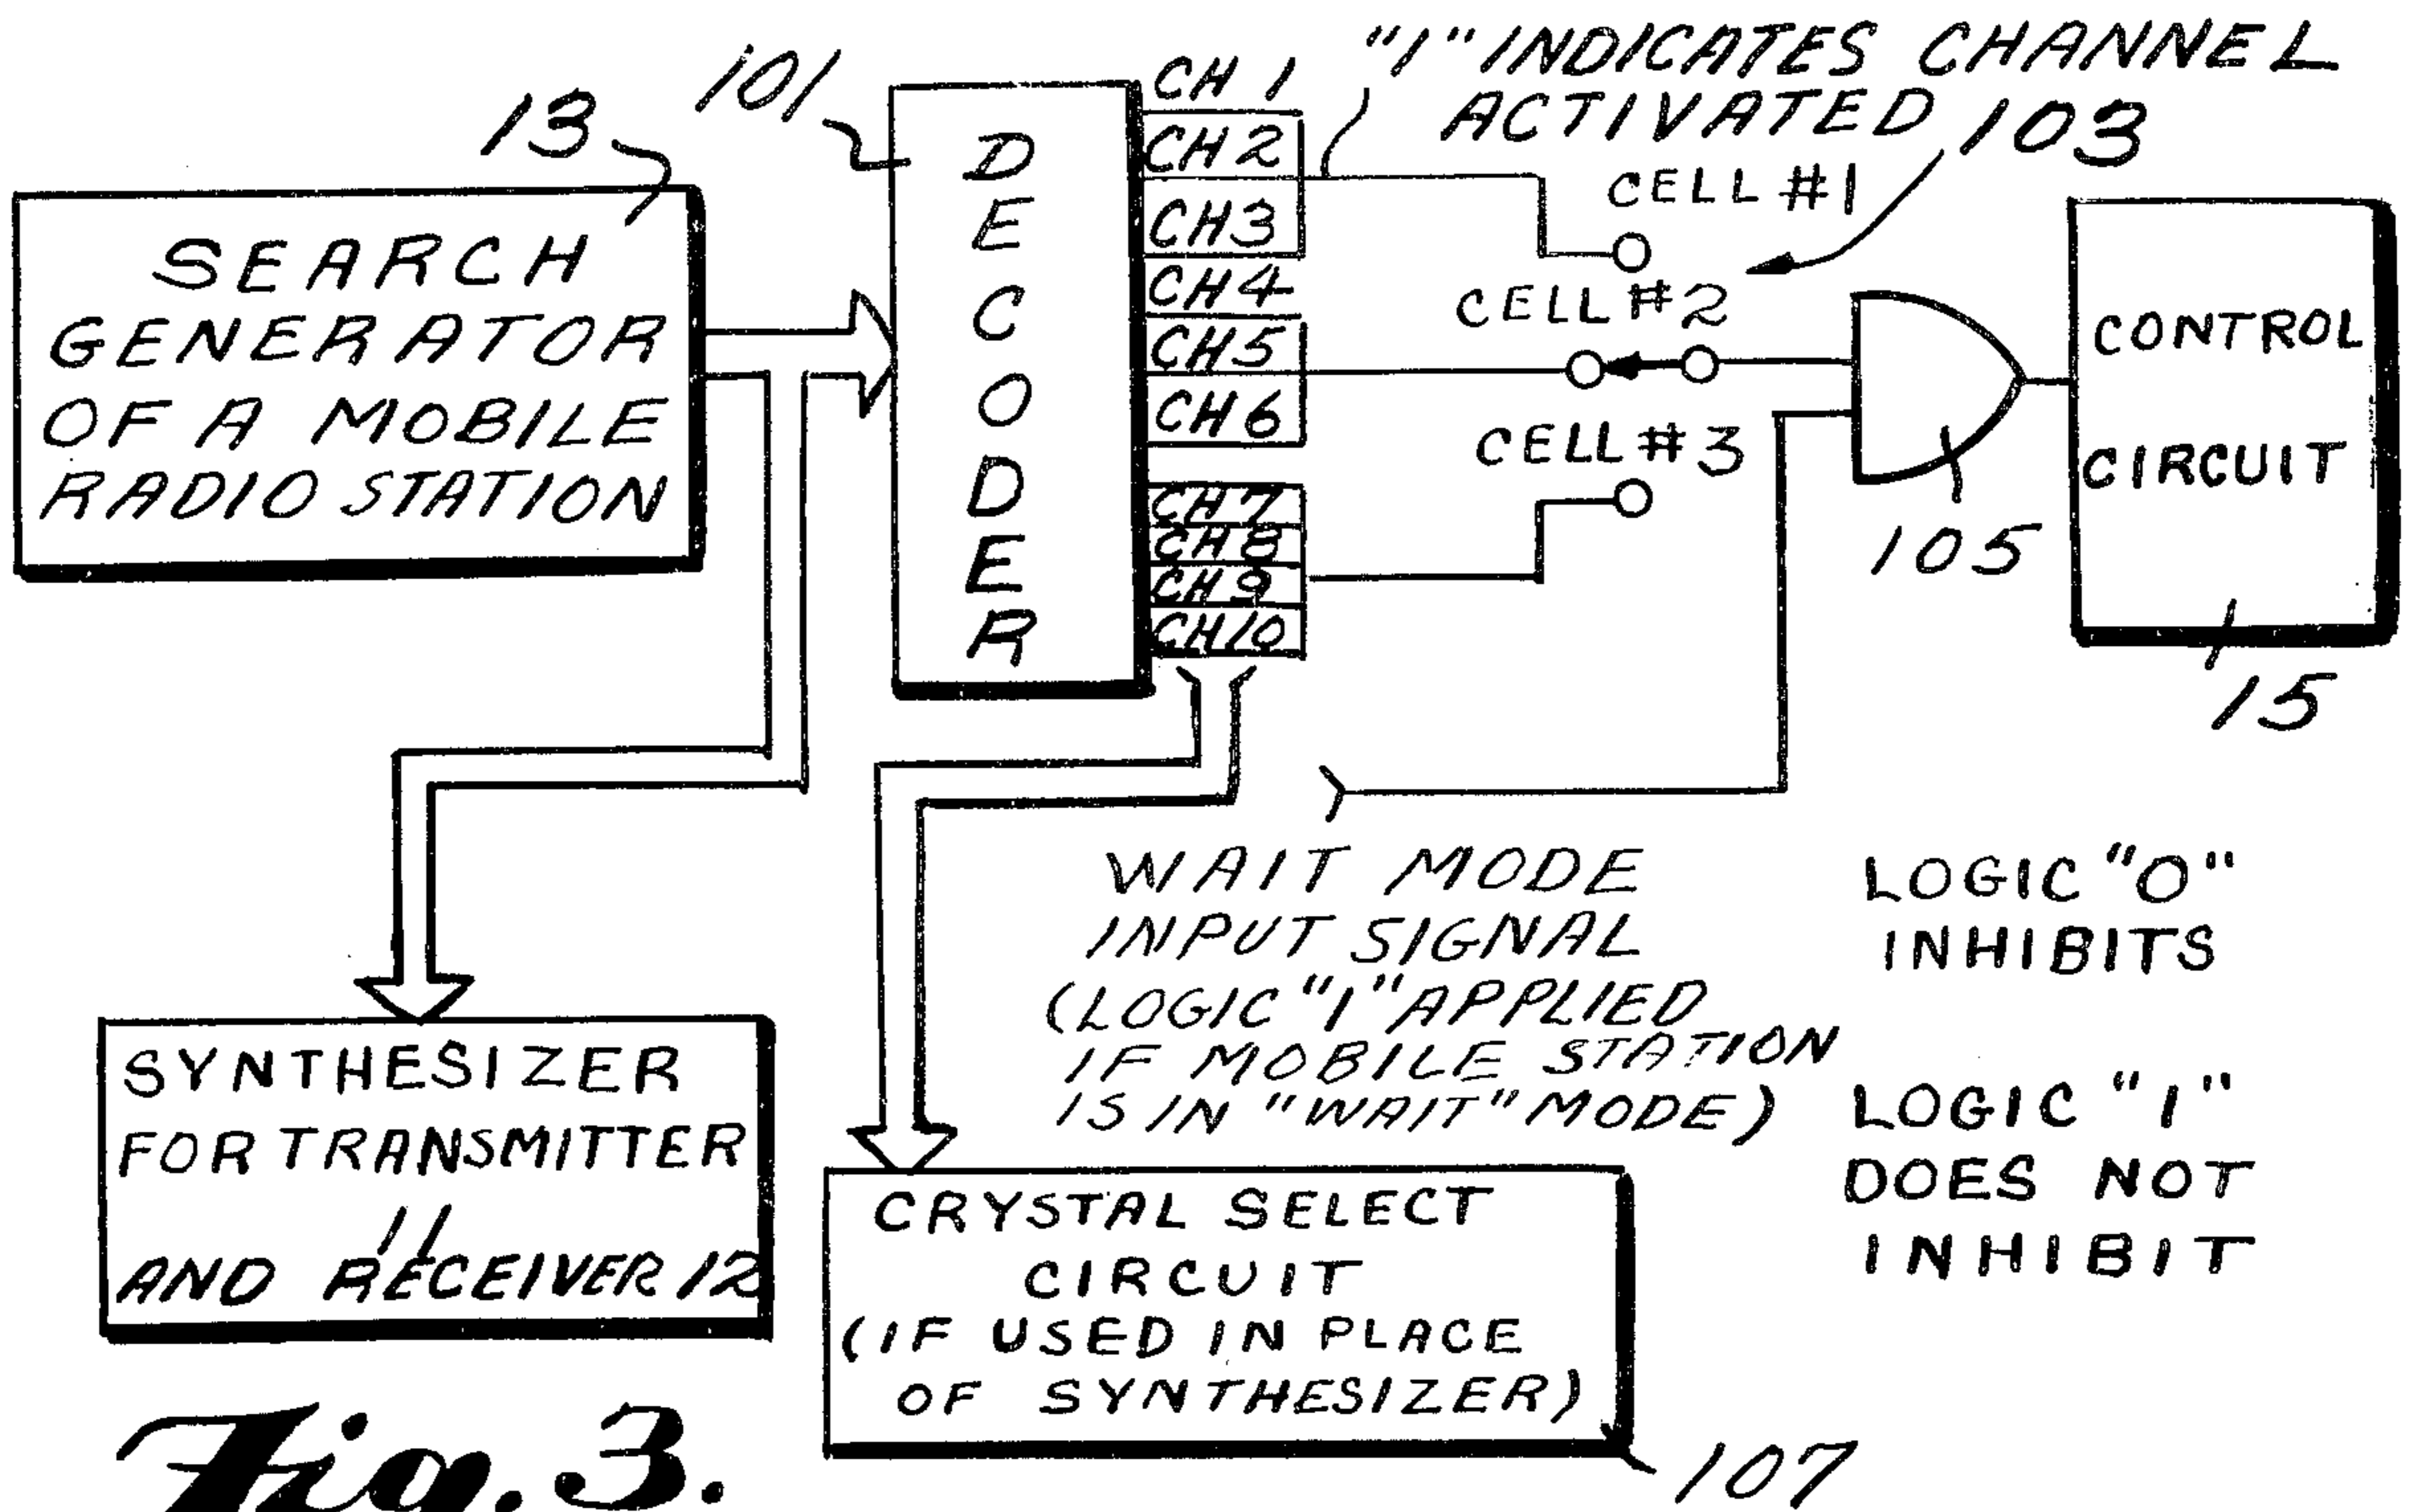 "1" INDICATES CHANNEL
ACTIVATED
103
101
13
SEARCH
GENERATOR
OF A MOBILE
RADIO STATION
DECODER
CH 1
CH2
CH3
CH4
CH5
CH6
CH7
CH8
CH9
CH10
CELL #1
CELL #2
CELL #3
105
CONTROL
CIRCUIT
15
WAIT MODE
INPUT SIGNAL
(LOGIC "1" APPLIED
IF MOBILE STATION
IS IN "WAIT" MODE)
LOGIC "0"
INHIBITS
LOGIC "1"
DOES NOT
INHIBIT
SYNTHESIZER
FOR TRANSMITTER
11
AND RECEIVER 12
CRYSTAL SELECT
CIRCUIT
(IF USED IN PLACE
OF SYNTHESIZER)
107
Fig. 3.